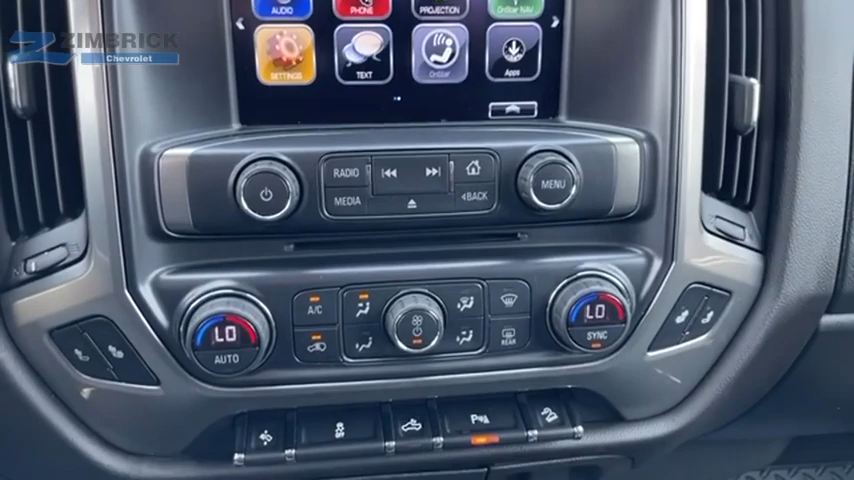 ZIMBRICK
Chevrolet
AUDIO
PHONE
PROJECTION
OnStar NAV
SETTINGS
TEXT
OnStar
Apps
RADIO
MEDIA
BACK
MENU
A/C
LO
AUTO
REAR
LO
SYNC